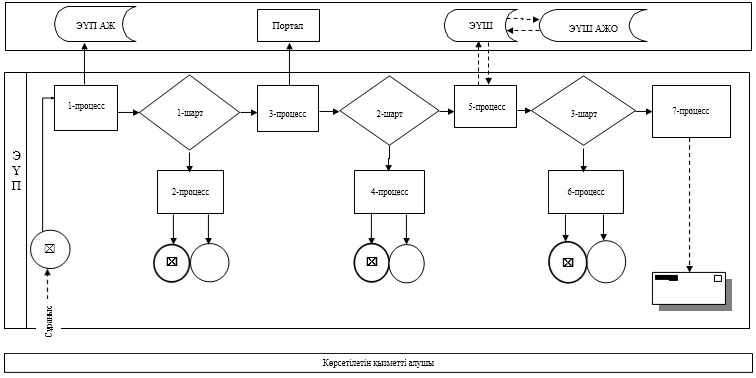 ЭҮП АЖ
Портал
ЭҮШ
ЭҮШ АЖО
ЭҮП
1-процесс
1-шарт
3-процесс
2-шарт
5-процесс
3-шарт
7-процесс
2-процесс
4-процесс
6-процесс
Сұраныс
Көрсетілетін қызметті алушы